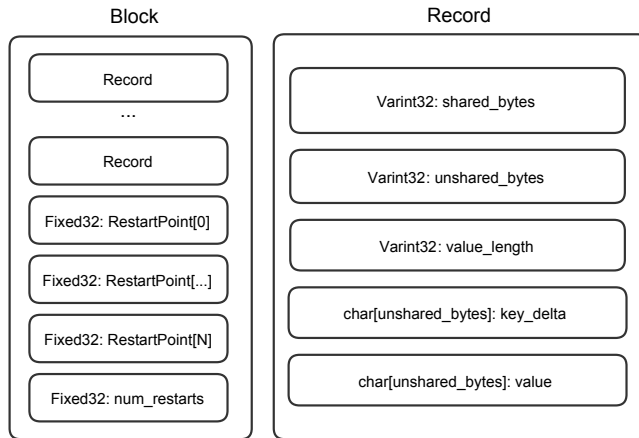 Block
Record
...
Record
Fixed32: RestartPoint[0]
Fixed32: RestartPoint[...]
Fixed32: RestartPoint[N]
Fixed32: num_restarts
Record
Varint32: shared_bytes
Varint32: unshared_bytes
Varint32: value_length
char[unshared_bytes]: key_delta
char[unshared_bytes]: value